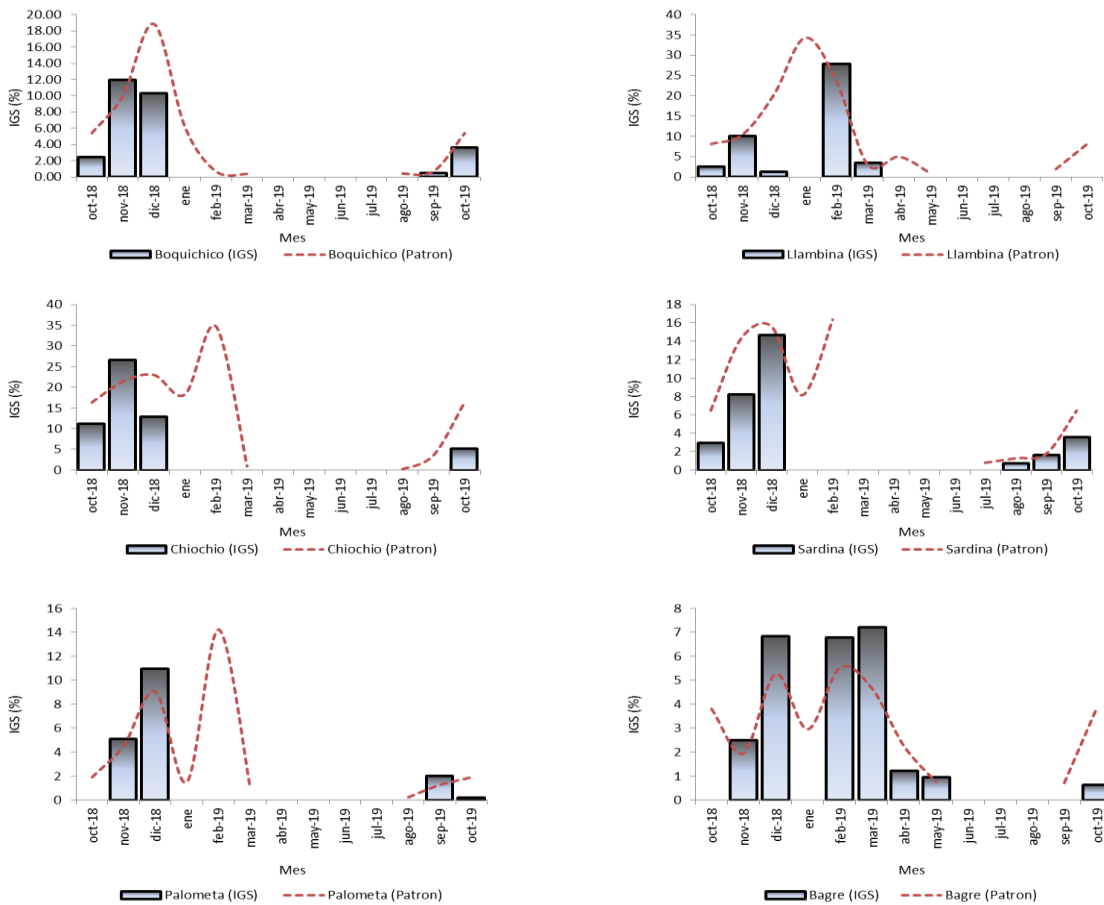 IGS (%)
20.00
18.00
16.00
14.00
12.00
10.00
8.00
6.00
4.00
2.00
0.00
oct-18 nov-18 dic-18 ene feb-19 mar-19 abr-19 may-19 jun-19 jul-19 ago-19 sep-19 oct-19
Mes
Boquichico (IGS) Boquichico (Patron)
IGS (%)
40
35
30
25
20
15
10
5
0
oct-18 nov-18 dic-18 ene feb-19 mar-19 abr-19 may-19 jun-19 jul-19 ago-19 sep-19 oct-19
Mes
Llambina (IGS) Llambina (Patron)
IGS (%)
40
35
30
25
20
15
10
5
0
oct-18 nov-18 dic-18 ene feb-19 mar-19 abr-19 may-19 jun-19 jul-19 ago-19 sep-19 oct-19
Mes
Chiochio (IGS) Chiochio (Patron)
IGS (%)
18
16
14
12
10
8
6
4
2
0
oct-18 nov-18 dic-18 ene feb-19 mar-19 abr-19 may-19 jun-19 jul-19 ago-19 sep-19 oct-19
Mes
Sardina (IGS) Sardina (Patron)
IGS (%)
16
14
12
10
8
6
4
2
0
oct-18 nov-18 dic-18 ene feb-19 mar-19 abr-19 may-19 jun-19 jul-19 ago-19 sep-19 oct-19
Mes
Palometa (IGS) Palometa (Patron)
IGS (%)
8
7
6
5
4
3
2
1
0
oct-18 nov-18 dic-18 ene feb-19 mar-19 abr-19 may-19 jun-19 jul-19 ago-19 sep-19 oct-19
Mes
Bagre (IGS) Bagre (Patron)